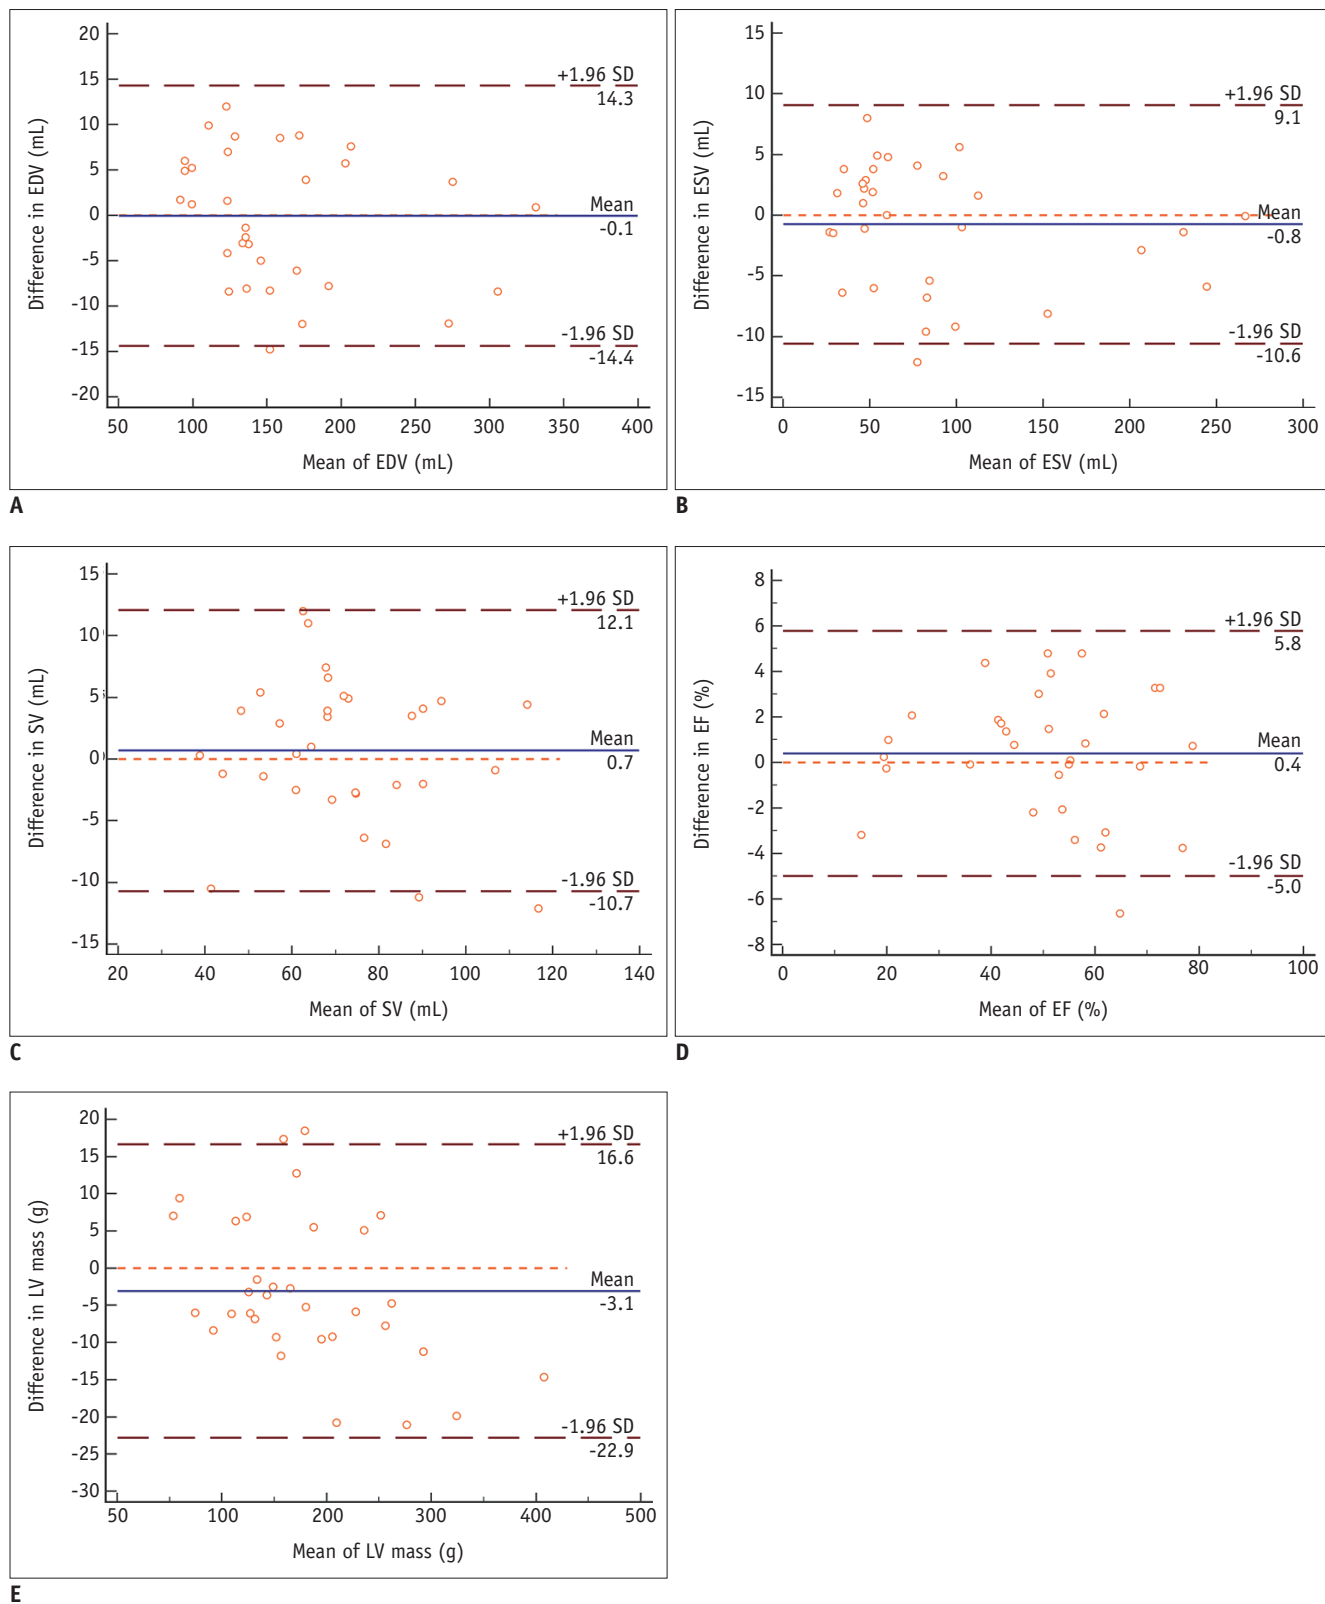 20
15
10
5
0
-5
-10
-15
-20
Difference in EDV (mL)
+1.96 SD
14.3
Mean
-0.1
-1.96 SD
-14.4
50 100 150 200 250 300 350 400
Mean of EDV (mL)
A
15
10
5
0
-5
-10
-15
Difference in ESV (mL)
+1.96 SD
9.1
Mean
-0.8
-1.96 SD
-10.6
0 50 100 150 200 250 300
Mean of ESV (mL)
B
15
10
5
0
-5
-10
-15
Difference in SV (mL)
+1.96 SD
12.1
Mean
0.7
-1.96 SD
-10.7
20 40 60 80 100 120 140
Mean of SV (mL)
C
8
6
4
2
0
-2
-4
-6
-8
Difference in EF (%)
+1.96 SD
5.8
Mean
0.4
-1.96 SD
-5.0
0 20 40 60 80 100
Mean of EF (%)
D
20
15
10
5
0
-5
-10
-15
-20
-25
-30
Difference in LV mass (g)
+1.96 SD
16.6
Mean
-3.1
-1.96 SD
-22.9
50 100 200 300 400 500
Mean of LV mass (g)
E